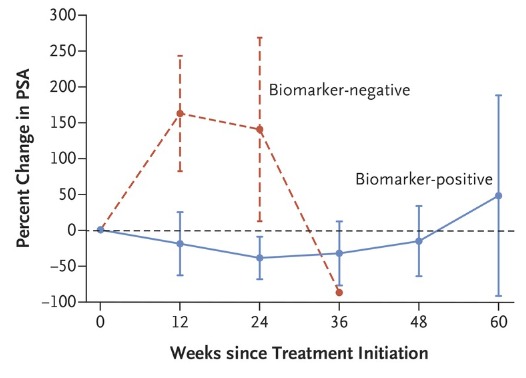 300
250
200
150
100
50
0
−50
−100
Percent Change in PSA
Biomarker-negative
Biomarker-positive
0 12 24 36 48 60
Weeks since Treatment Initiation